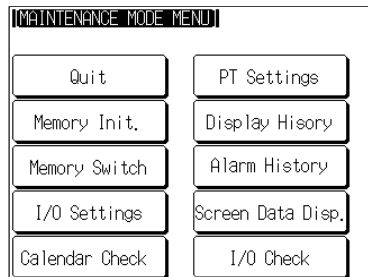 [MAINTENANCE MODE MENU]
Quit
PT Settings
Memory Init.
Display Hisory
Memory Switch
Alarm History
I/O Settings
Screen Data Disp.
Calendar Check
I/O Check